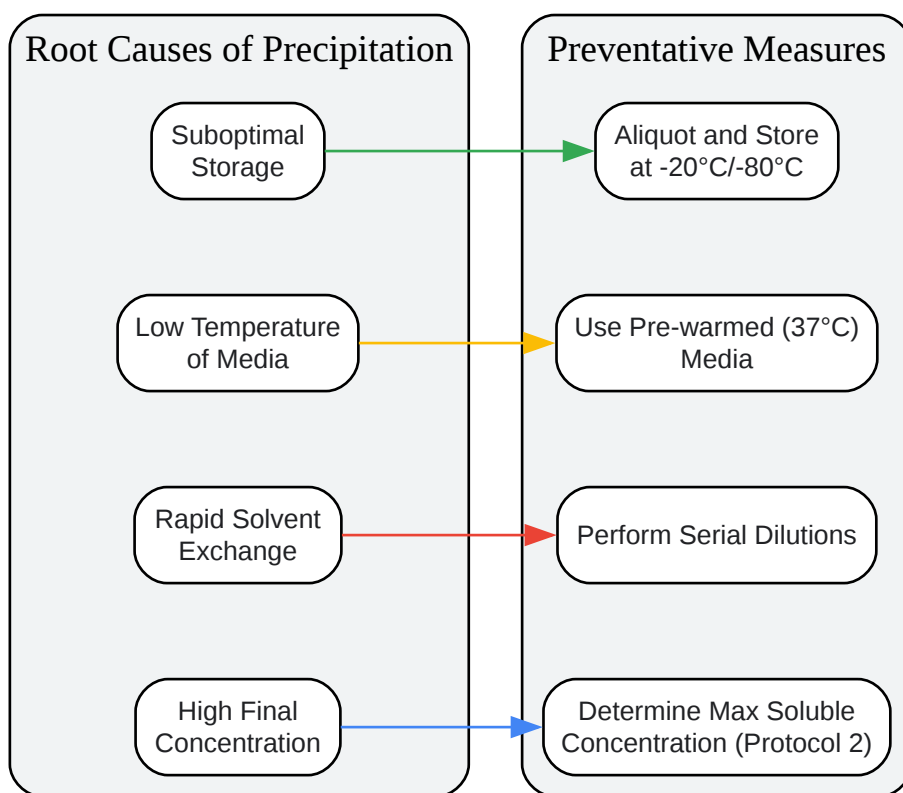 Root Causes of Precipitation
Suboptimal
Storage
Low Temperature
of Media
Rapid Solvent
Exchange
High Final
Concentration
Preventative Measures
Aliquot and Store
at -20°C/-80°C
Use Pre-warmed (37°C)
Media
Perform Serial Dilutions
Determine Max Soluble
Concentration (Protocol 2)